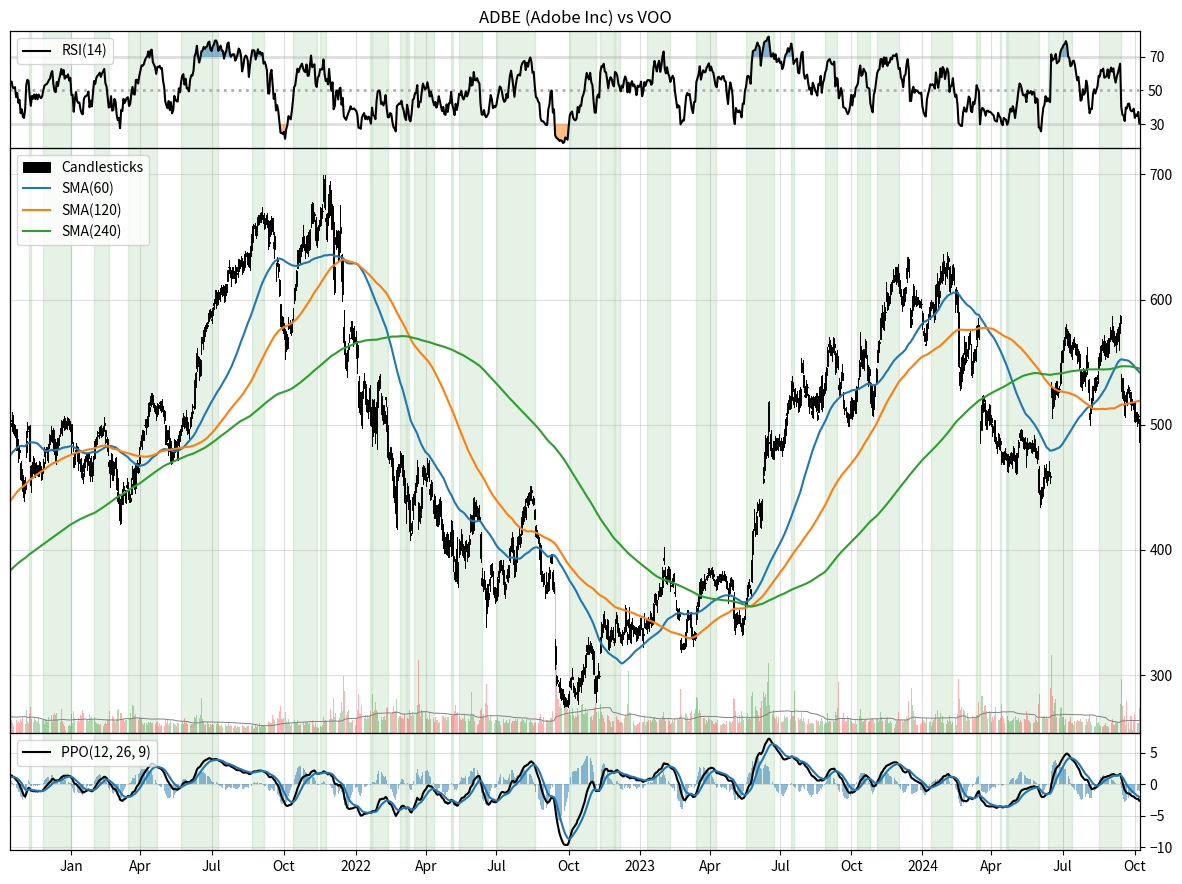 ADBE (Adobe Inc) vs VOO
RSI(14)
70
50
30
Candlesticks
SMA(60)
SMA(120)
SMA(240)
700
600
500
400
300
PPO(12, 26, 9)
5
0
−5
−10
Jan Apr Jul Oct 2022 Apr Jul Oct 2023 Apr Jul Oct 2024 Apr Jul Oct